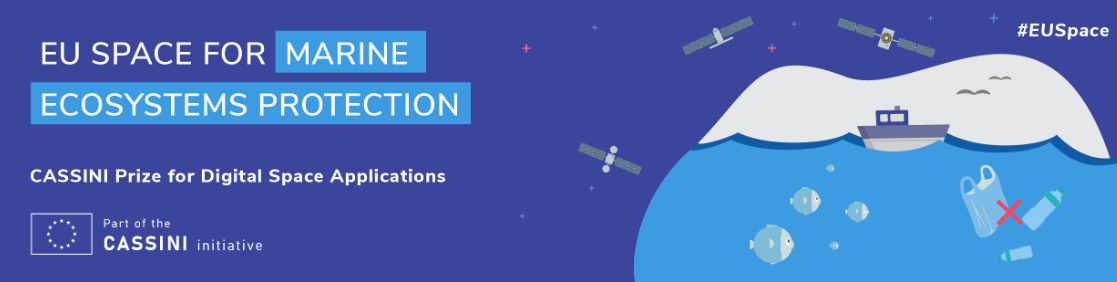 EU SPACE FOR MARINE
ECOSYSTEMS PROTECTION
#EUSpace
CASSINI Prize for Digital Space Applications
Part of the
CASSINI initiative